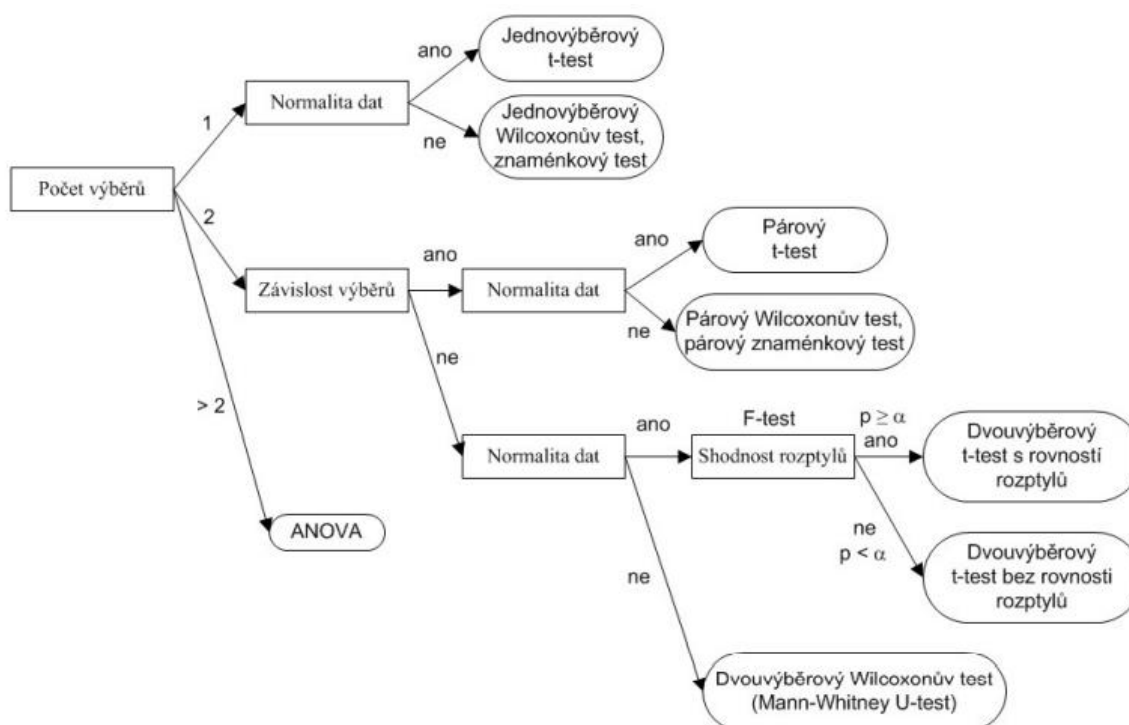 Jednovýběrový
t-test
ano
Normalita dat
1
ne
Jednovýběrový
Wilcoxonův test,
znaménkový test
Počet výběrů
2
Párový
t-test
ano
ano
Závislost výběrů
Normalita dat
ne
Párový Wilcoxonův test,
párový znaménkový test
ne
> 2
F-test
p ≥ α
ano
ano
Dvouvýběrový
t-test s rovností
rozptylů
Normalita dat
Shodnost rozptylů
ANOVA
ne
p < α
ne
Dvouvýběrový
t-test bez rovnosti
rozptylů
Dvouvýběrový Wilcoxonův test
(Mann-Whitney U-test)